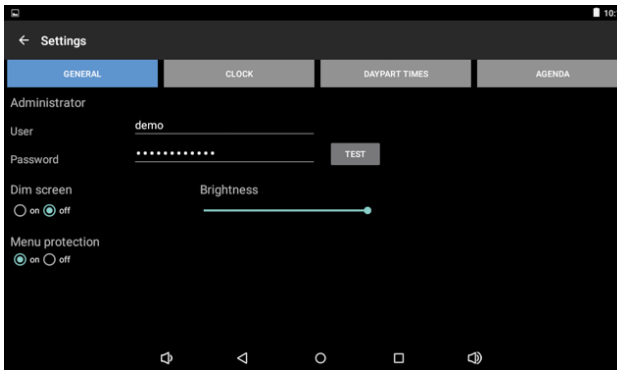 10:
Settings
GENERAL CLOCK DAYPART TIMES AGENDA
Administrator
User demo
Password •••••••••••• TEST
Dim screen Brightness
on off
Menu protection
on off